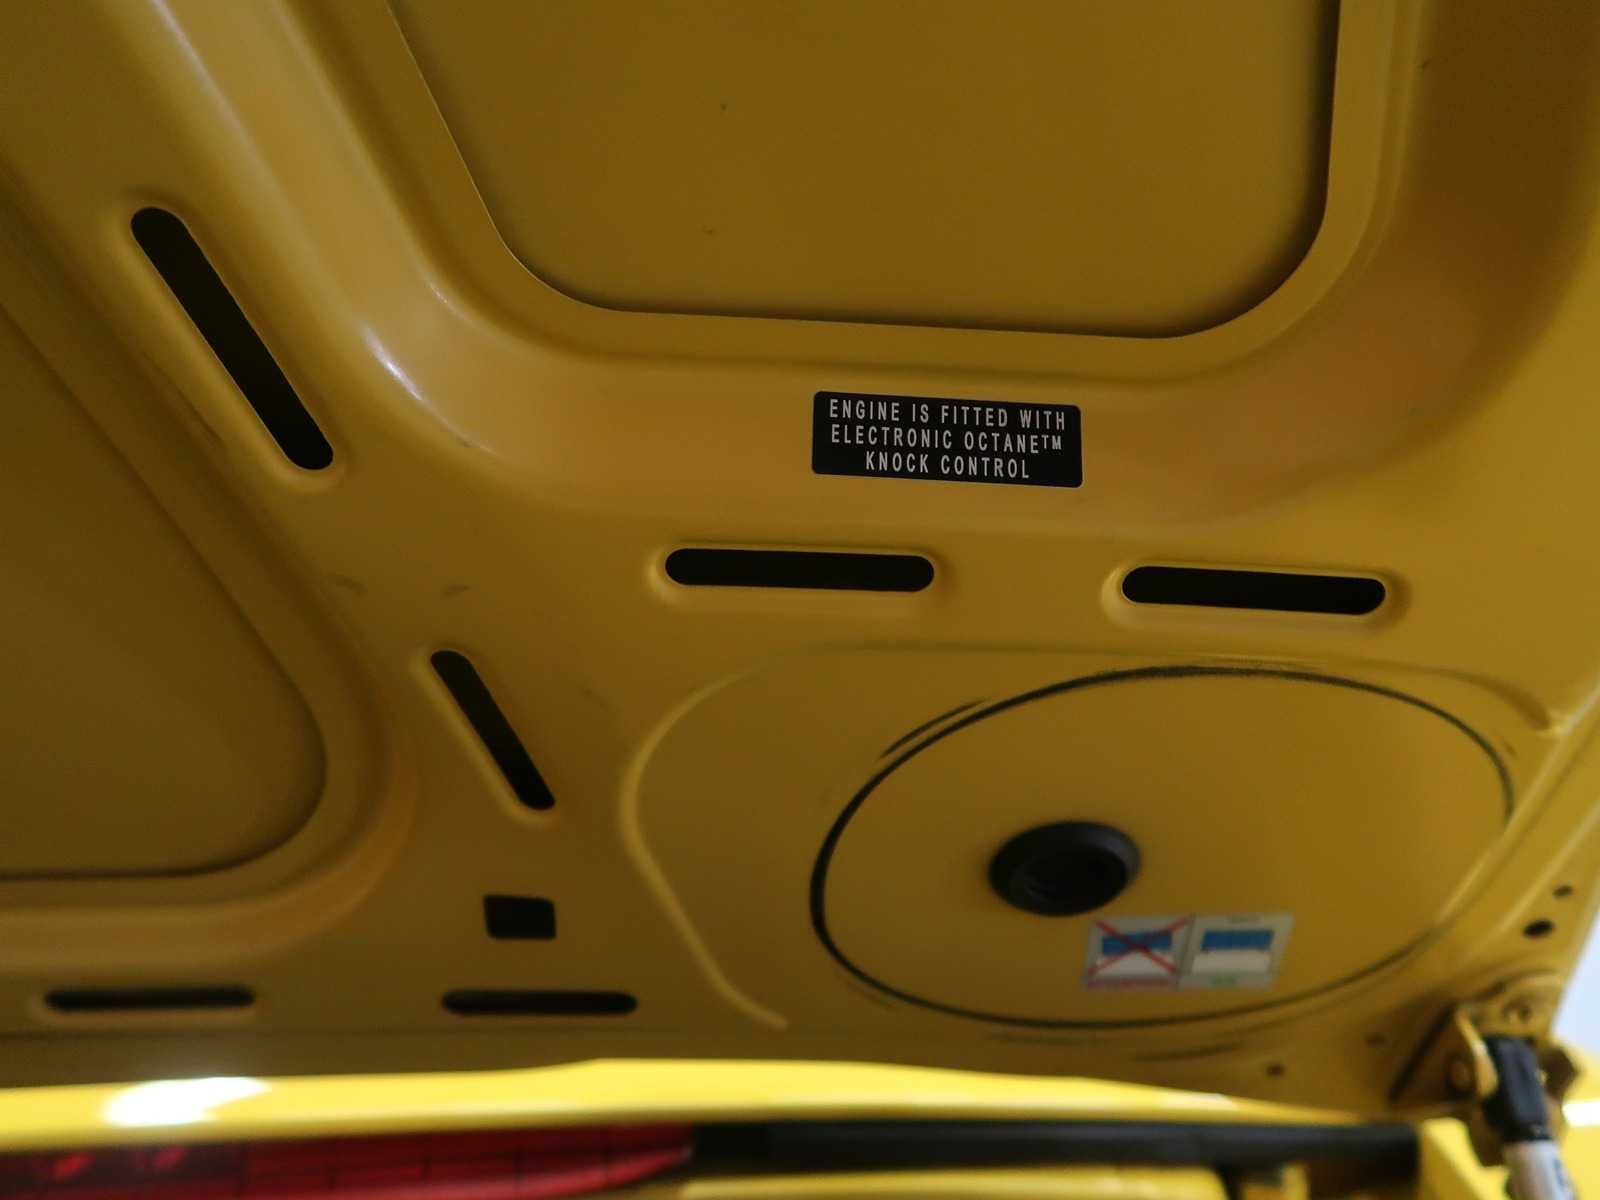 ENGINE IS FITTED WITH
ELECTRONIC OCTANE™
KNOCK CONTROL